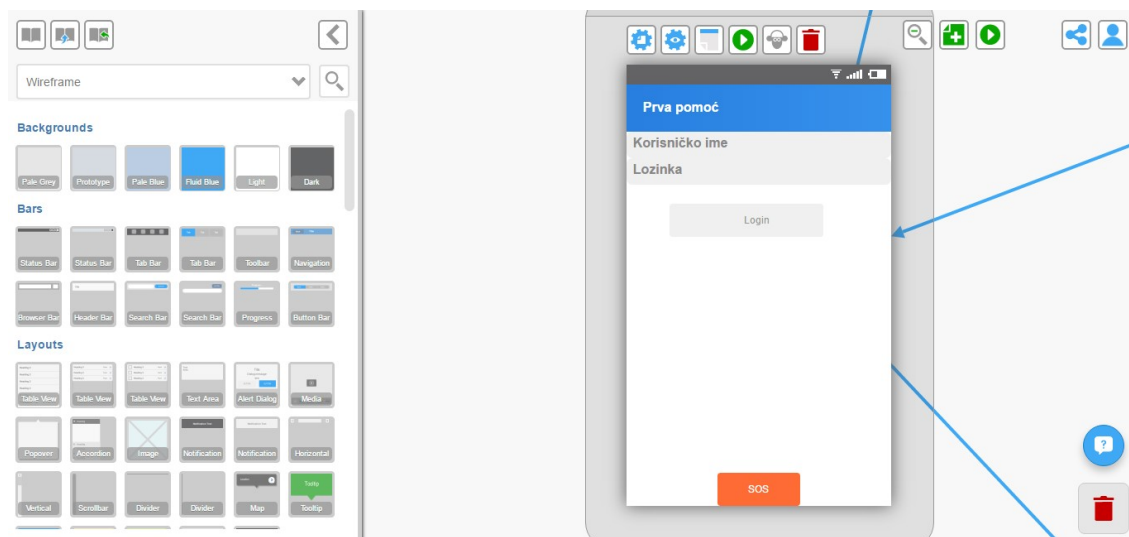 Wireframe
Backgrounds
Pale Grey Prototype Pale Blue Fluid Blue Light Dark
Bars
Status Bar Status Bar Tab Bar Tab Bar Toolbar Navigation
Browser Bar Header Bar Search Bar Search Bar Progress Button Bar
Layouts
Table View Table View Table View Text Area Alert Dialog Media
Popover Accordion Image Notification Notification Horizontal
Vertical Scrollbar Divider Divider Map Tooltip
Prva pomoć
Korisničko ime
Lozinka
Login
SOS